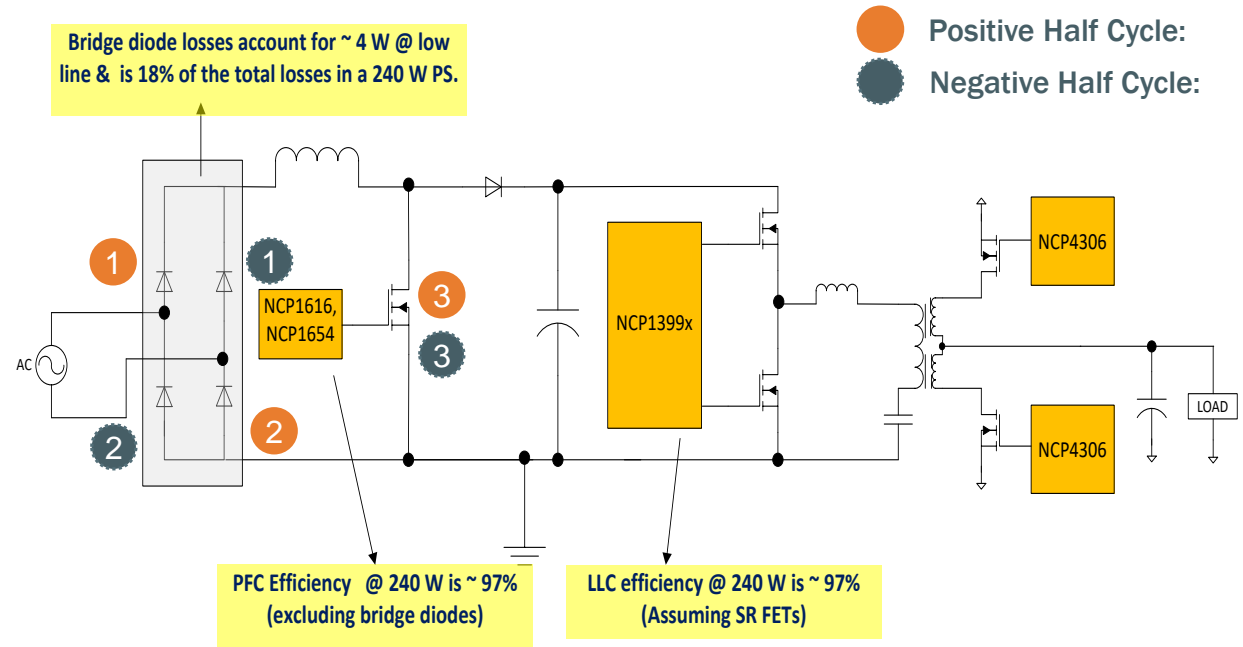 Bridge diode losses account for ~ 4 W @ low
line & is 18% of the total losses in a 240 W PS.
Positive Half Cycle:
Negative Half Cycle:
1
1
NCP1616,
NCP1654
3
3
AC
2
2
NCP1399x
NCP4306
NCP4306
LOAD
PFC Efficiency @ 240 W is ~ 97%
(excluding bridge diodes)
LLC efficiency @ 240 W is ~ 97%
(Assuming SR FETs)